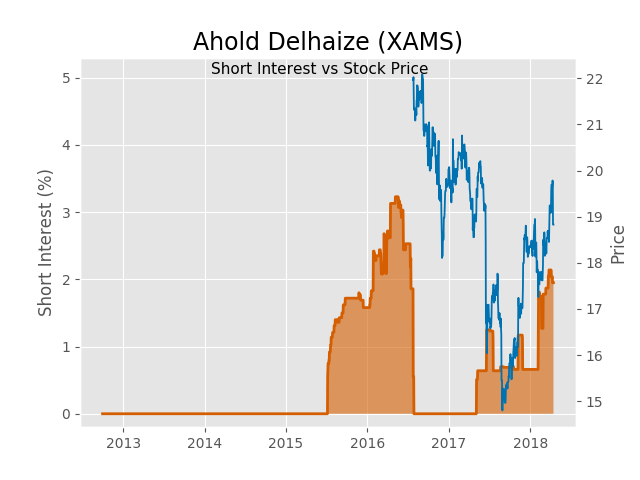 Ahold Delhaize (XAMS)
Short Interest vs Stock Price
Short Interest (%)
5
4
3
2
1
0
22
21
20
19
18
17
16
15
Price
2013 2014 2015 2016 2017 2018